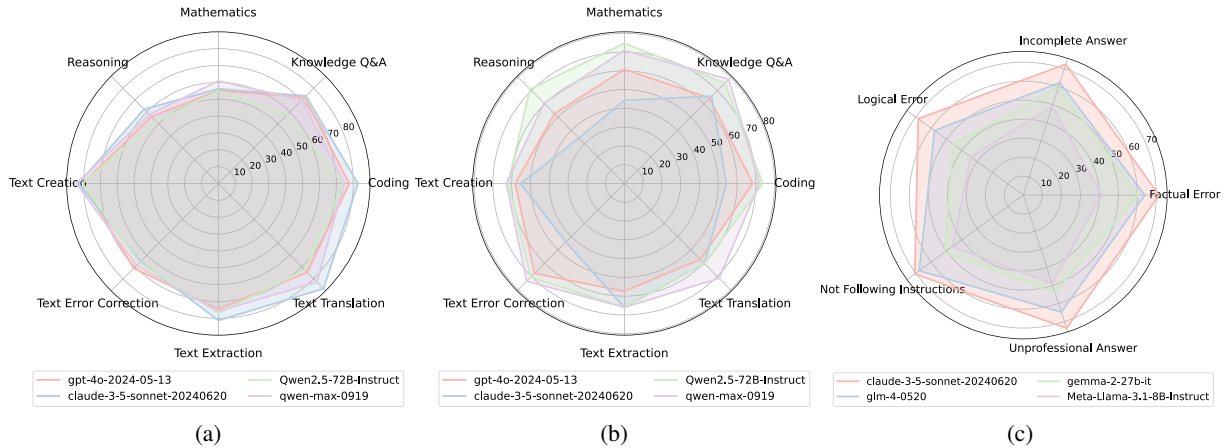 Mathematics
Reasoning
Knowledge Q&A
Text Creation
10 20 30 40 50 60 70 80
Coding
Text Error Correction
Text Translation
Text Extraction
gpt-4o-2024-05-13
Qwen2.5-72B-Instruct
claude-3-5-sonnet-20240620
qwen-max-0919
(a)
Mathematics
Reasoning
Knowledge Q&A
Text Creation
10 20 30 40 50 60 70 80
Coding
Text Error Correction
Text Translation
Text Extraction
gpt-4o-2024-05-13
Qwen2.5-72B-Instruct
claude-3-5-sonnet-20240620
qwen-max-0919
(b)
Incomplete Answer
Logical Error
10 20 30 40 50 60 70
Factual Error
Not Following Instructions
Unprofessional Answer
claude-3-5-sonnet-20240620
gemma-2-27b-it
glm-4-0520
Meta-Llama-3.1-8B-Instruct
(c)